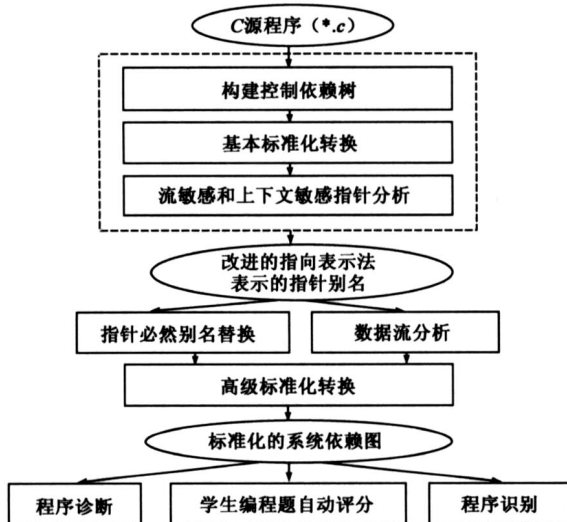 C源程序（*.c）
构建控制依赖树
基本标准化转换
流敏感和上下文敏感指针分析
改进的指向表示法
表示的指针别名
指针必然别名替换
数据流分析
高级标准化转换
标准化的系统依赖图
程序诊断
学生编程题自动评分
程序识别